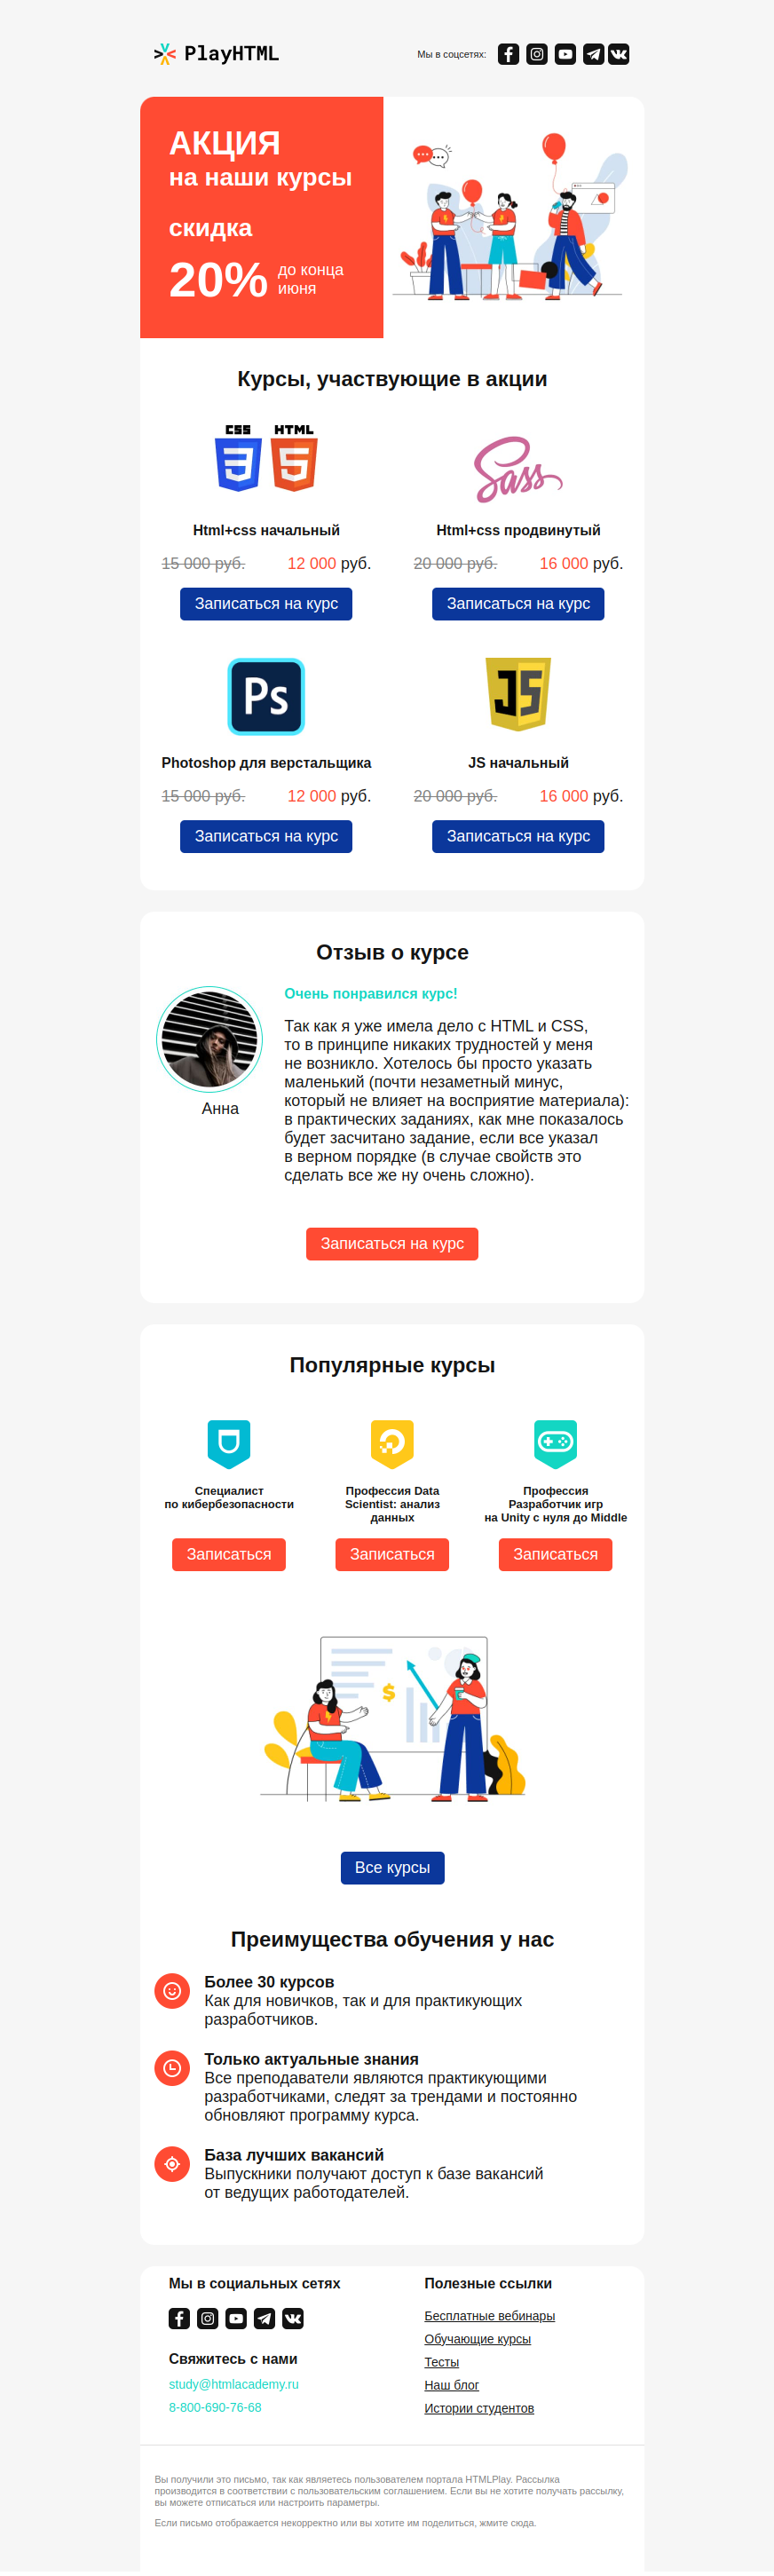 PlayHTML
Мы в соцсетях:
АКЦИЯ
на наши курсы
скидка
20%
до конца
июня
Курсы, участвующие в акции
CSS HTML
Sass
Html+css начальный
Html+css продвинутый
15 000 руб. 12 000 руб.
20 000 руб. 16 000 руб.
Записаться на курс
Записаться на курс
Ps
JS
Photoshop для верстальщика
JS начальный
15 000 руб. 12 000 руб.
20 000 руб. 16 000 руб.
Записаться на курс
Записаться на курс
Отзыв о курсе
Анна
Очень понравился курс!
Так как я уже имела дело с HTML и CSS,
то в принципе никаких трудностей у меня
не возникло. Хотелось бы просто указать
маленький (почти незаметный минус,
который не влияет на восприятие материала):
в практических заданиях, как мне показалось
будет засчитано задание, если все указал
в верном порядке (в случае свойств это
сделать все же ну очень сложно).
Записаться на курс
Популярные курсы
Специалист
по кибербезопасности
Профессия Data
Scientist: анализ
данных
Профессия
Разработчик игр
на Unity с нуля до Middle
Записаться
Записаться
Записаться
$
Все курсы
Преимущества обучения у нас
Более 30 курсов
Как для новичков, так и для практикующих
разработчиков.
Только актуальные знания
Все преподаватели являются практикующими
разработчиками, следят за трендами и постоянно
обновляют программу курса.
База лучших вакансий
Выпускники получают доступ к базе вакансий
от ведущих работодателей.
Мы в социальных сетях
Свяжитесь с нами
study@htmlacademy.ru
8-800-690-76-68
Полезные ссылки
Бесплатные вебинары
Обучающие курсы
Тесты
Наш блог
Истории студентов
Вы получили это письмо, так как являетесь пользователем портала HTMLPlay. Рассылка
производится в соответствии с пользовательским соглашением. Если вы не хотите получать рассылку,
вы можете отписаться или настроить параметры.
Если письмо отображается некорректно или вы хотите им поделиться, жмите сюда.